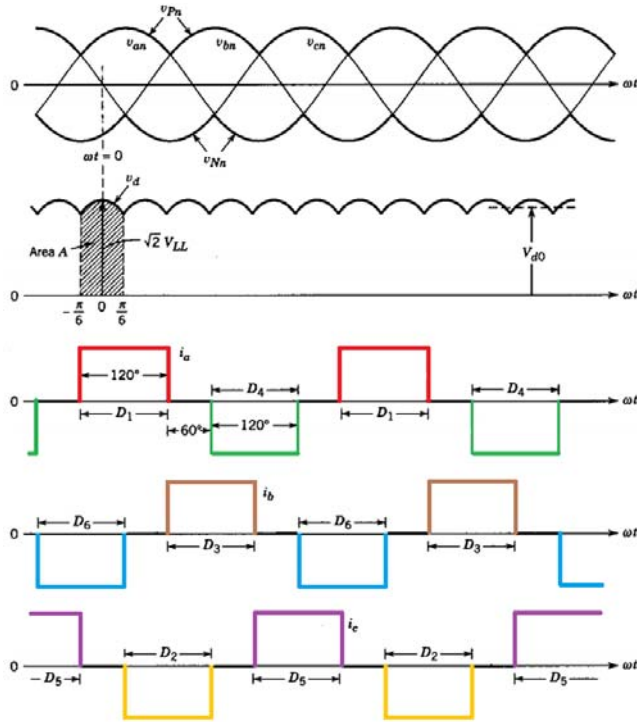 v_Pn
v_an v_bn v_cn
0 ωt
v_Nn
ωt = 0
v_d
Area A √2 V_LL V_d0
0 ωt
-π/6 0 π/6
i_a
120° D_4 D_4
0 ωt
D_1 D_1
60° 120°
i_b
D_6 D_6
0 ωt
D_3 D_3
i_c
D_2 D_2
0 ωt
- D_5 D_5 D_5